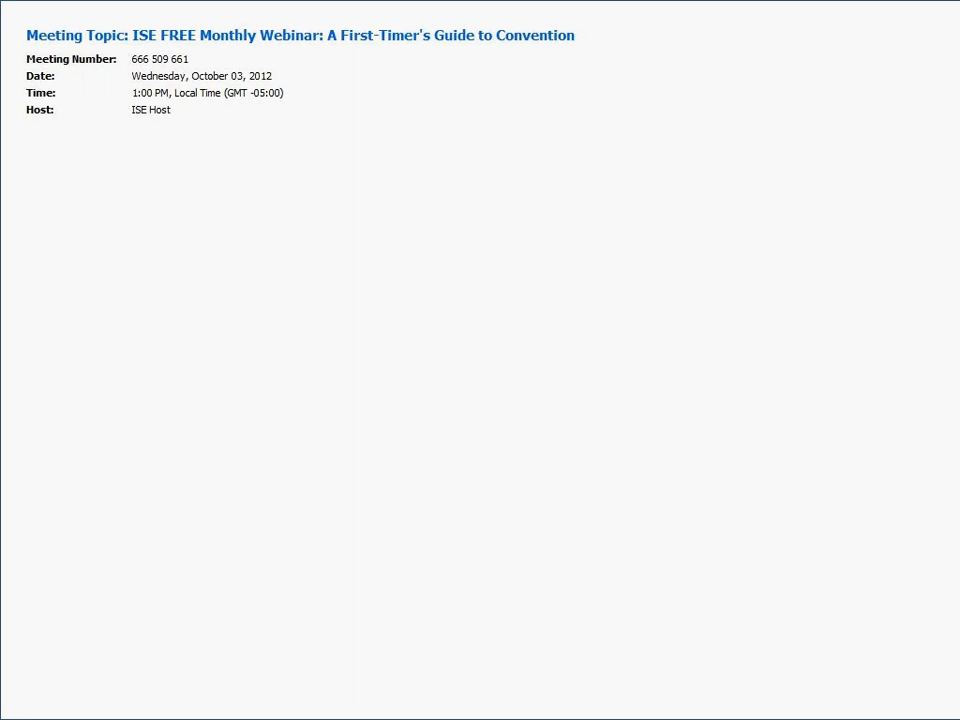 Meeting Topic: ISE FREE Monthly Webinar: A First-Timer's Guide to Convention
Meeting Number: 666 509 661
Date: Wednesday, October 03, 2012
Time: 1:00 PM, Local Time (GMT -05:00)
Host: ISE Host